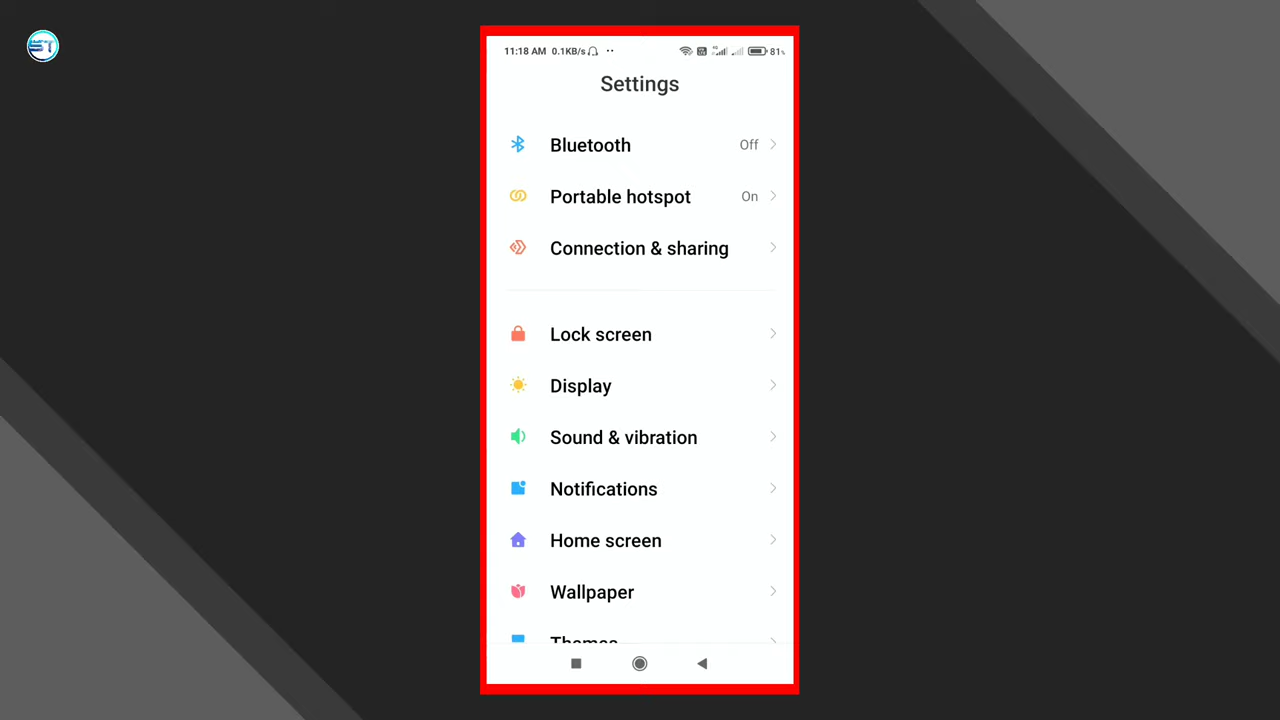 ST
11:18 AM 0.1KB/s
81%
Settings
Bluetooth Off
Portable hotspot On
Connection & sharing
Lock screen
Display
Sound & vibration
Notifications
Home screen
Wallpaper
Themes